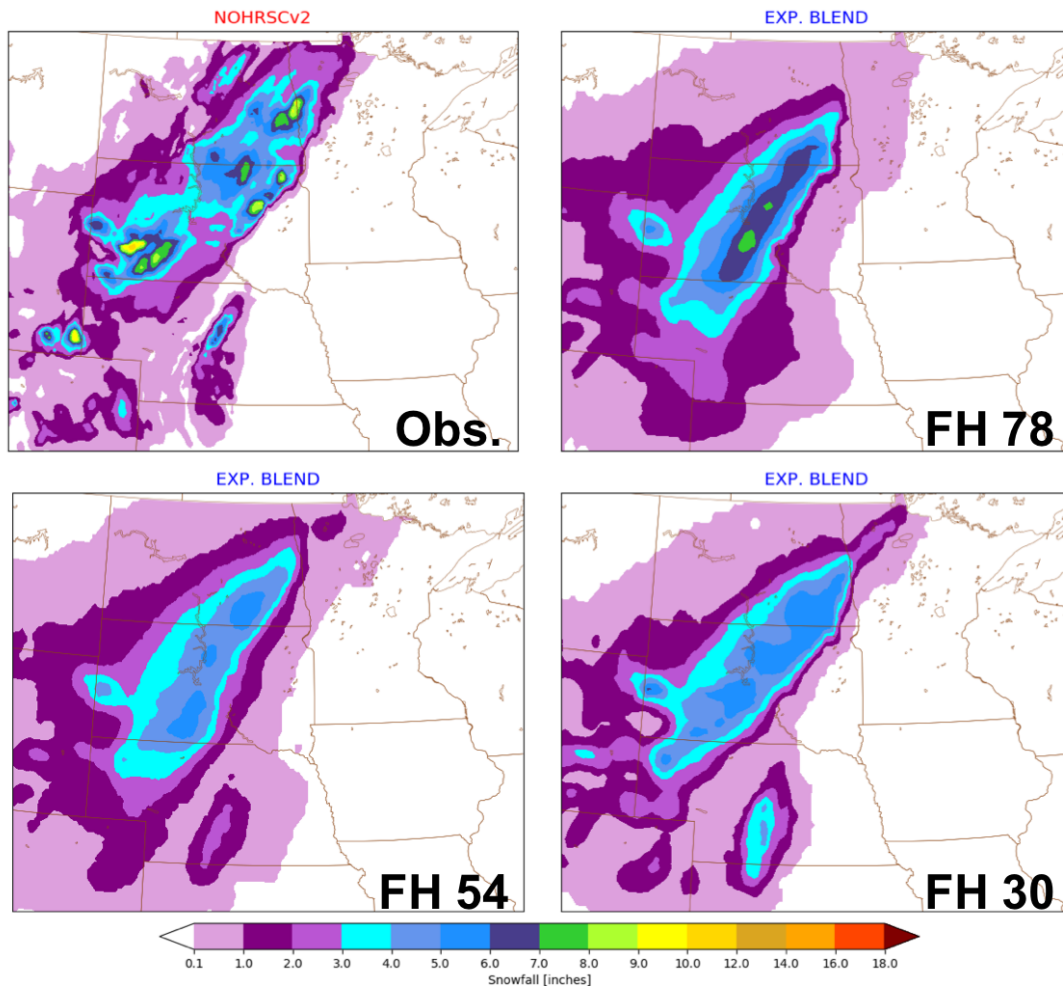 NOHRSCv2
EXP. BLEND
Obs.
FH 78
EXP. BLEND
EXP. BLEND
FH 54
FH 30
0.1 1.0 2.0 3.0 4.0 5.0 6.0 7.0 8.0 9.0 10.0 12.0 14.0 16.0 18.0
Snowfall [inches]